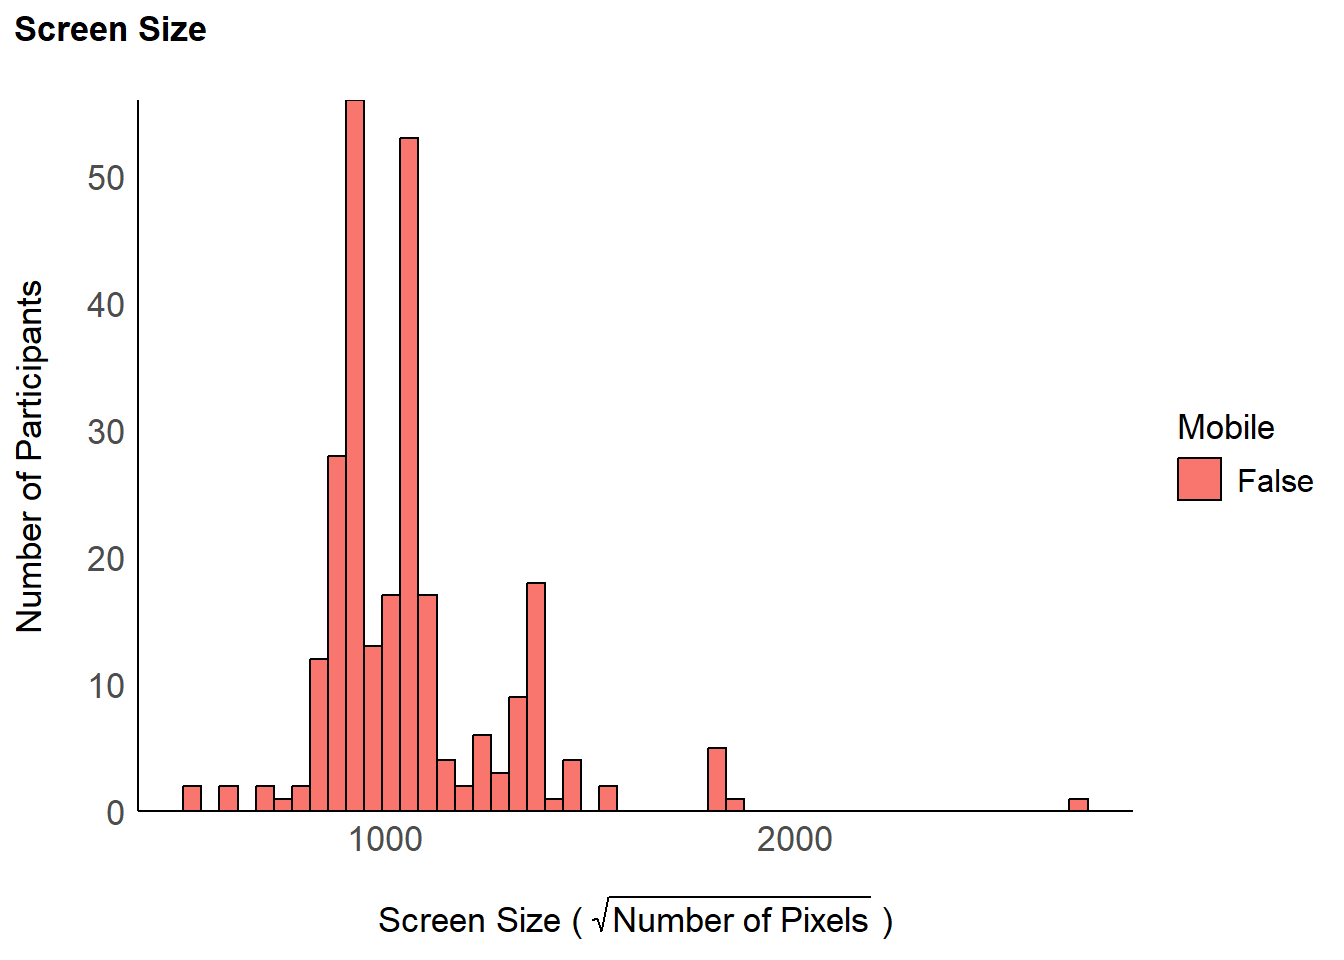 Screen Size
50
40
30
20
10
0
Number of Participants
1000
2000
Screen Size ( √Number of Pixels )
Mobile
False